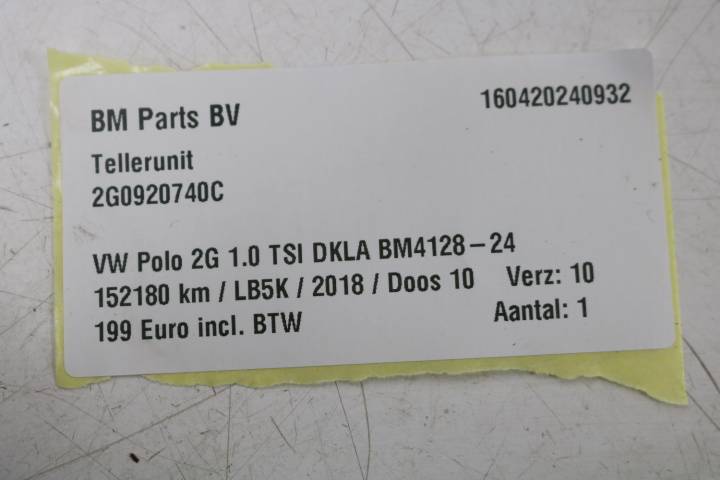 BM Parts BV 160420240932
Tellerunit
2G0920740C
VW Polo 2G 1.0 TSI DKLA BM4128-24
152180 km / LB5K / 2018 / Doos 10 Verz: 10
199 Euro incl. BTW Aantal: 1